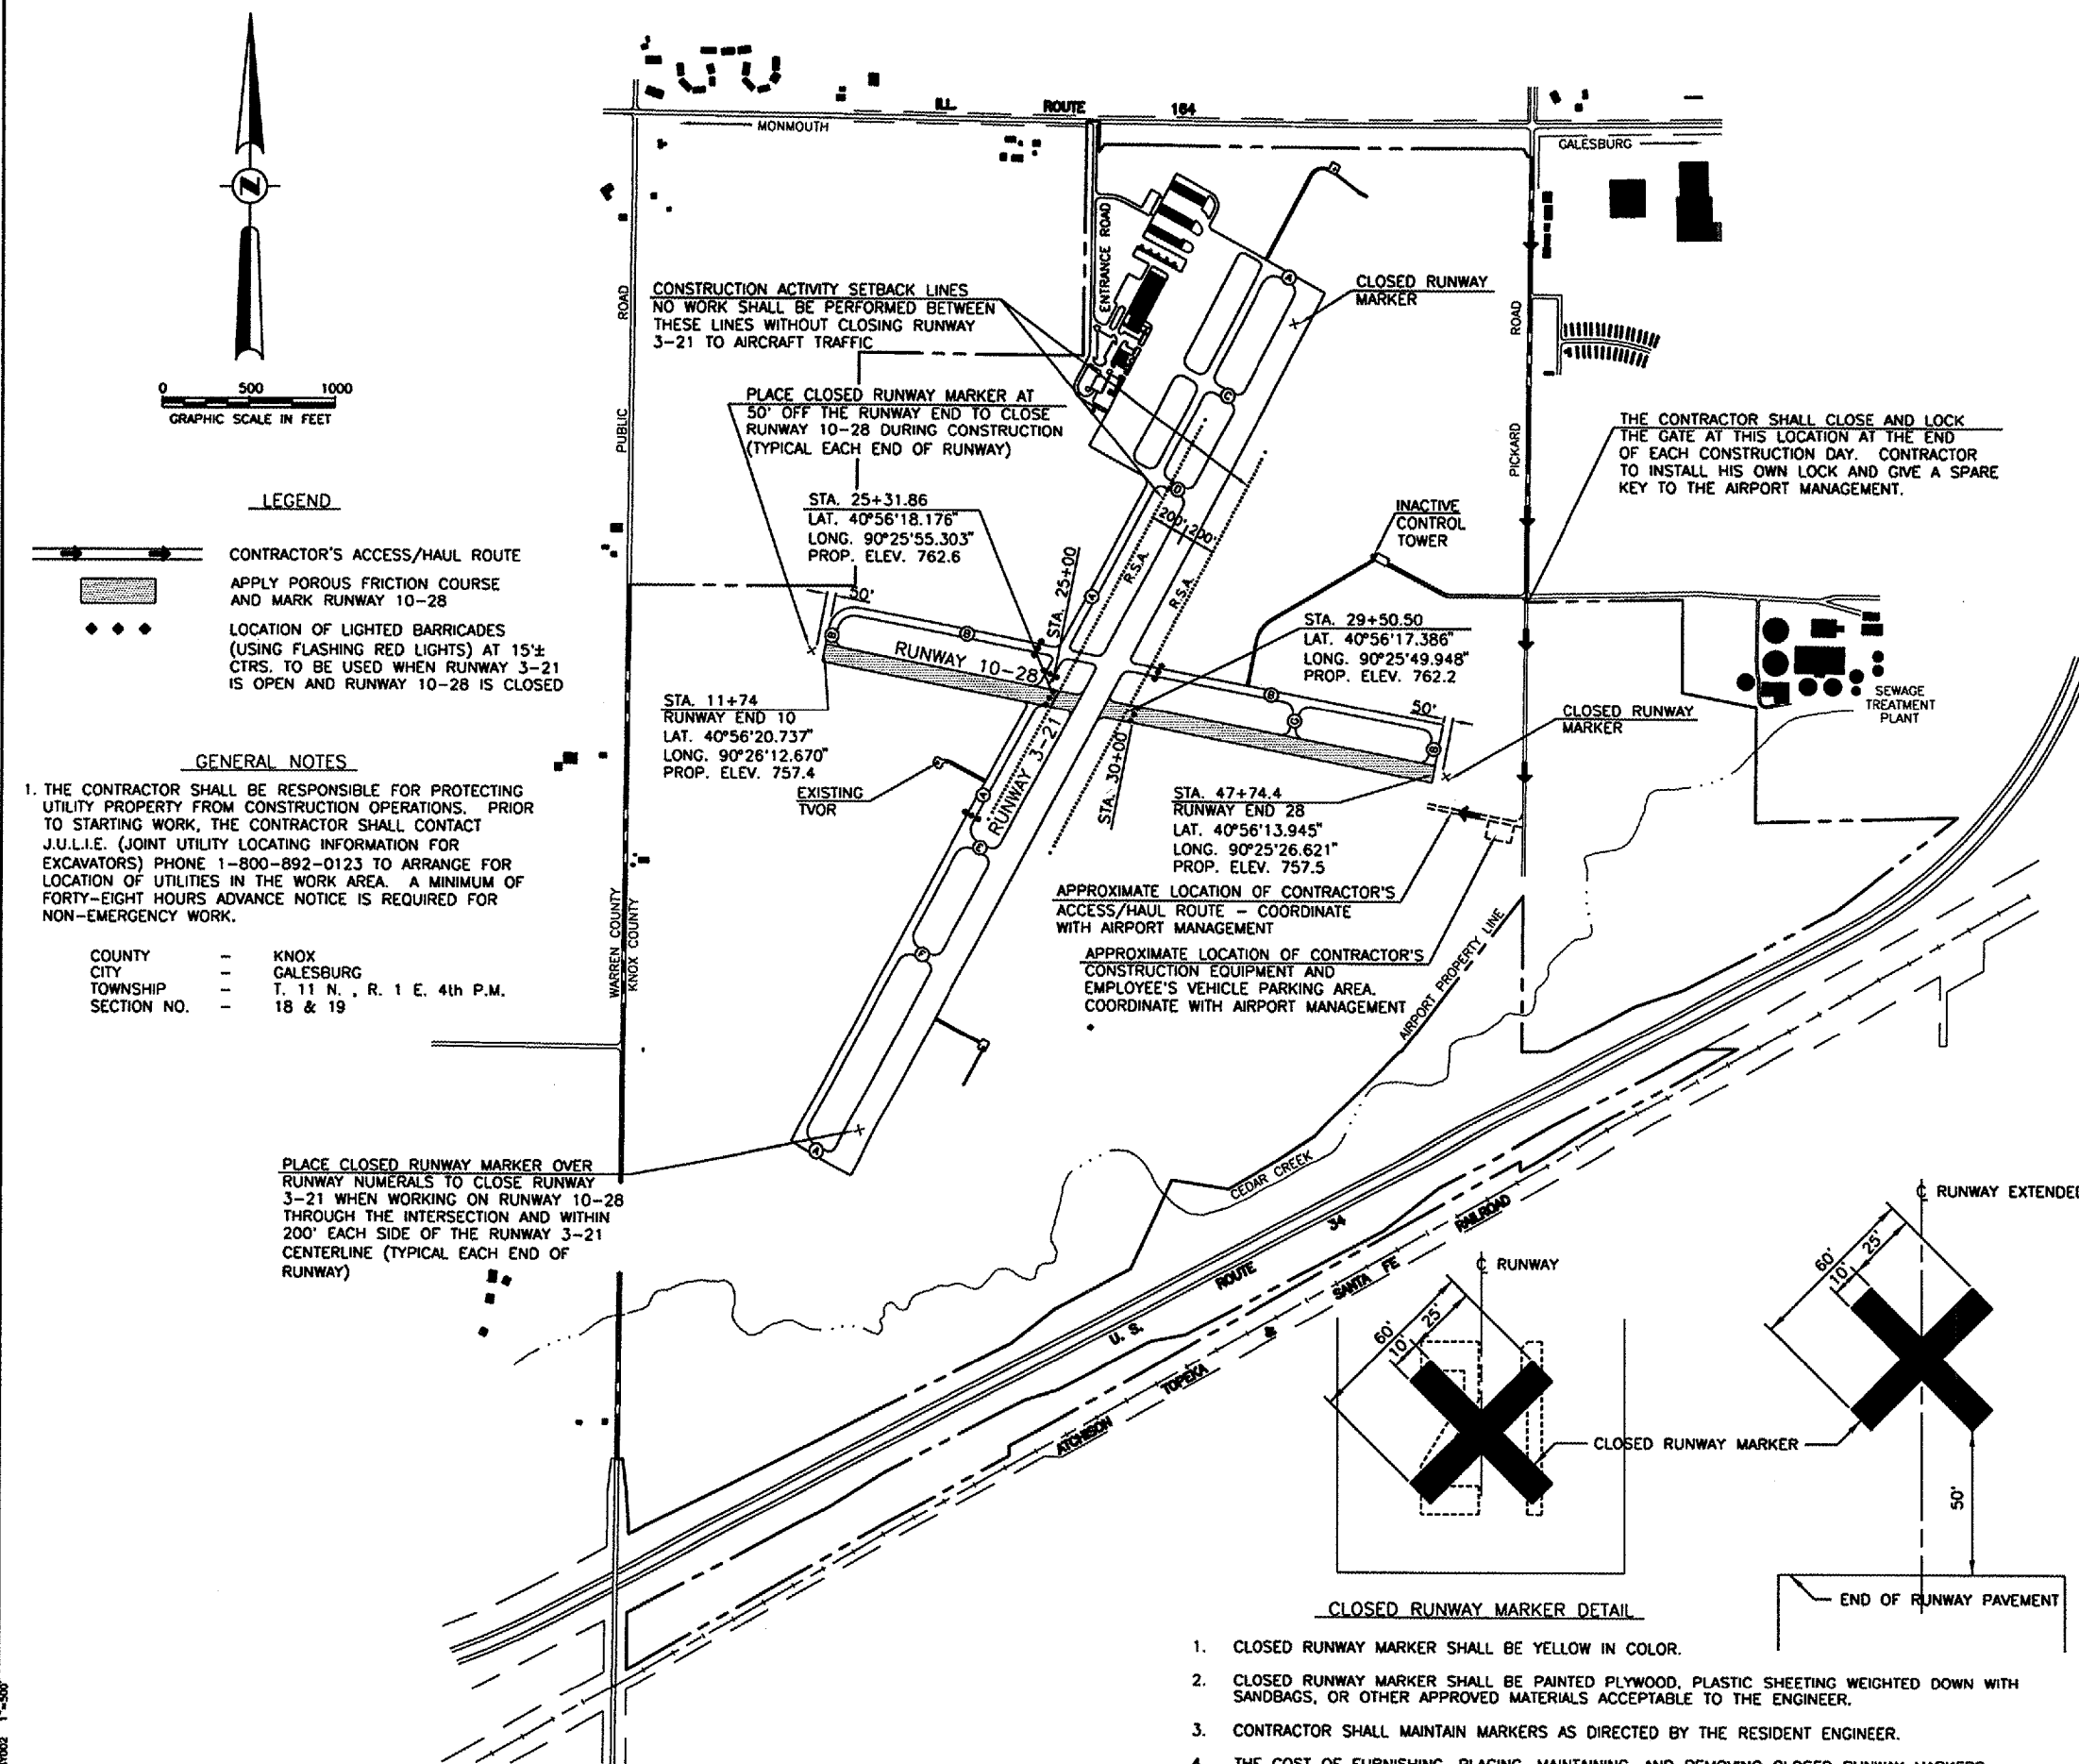 ILL. ROUTE 164
MONMOUTH
GALESBURG
ENTRANCE ROAD
PUBLIC ROAD
PICKARD ROAD
N
0 500 1000
GRAPHIC SCALE IN FEET
CONSTRUCTION ACTIVITY SETBACK LINES
NO WORK SHALL BE PERFORMED BETWEEN
THESE LINES WITHOUT CLOSING RUNWAY
3-21 TO AIRCRAFT TRAFFIC
CLOSED RUNWAY
MARKER
PLACE CLOSED RUNWAY MARKER AT
50' OFF THE RUNWAY END TO CLOSE
RUNWAY 10-28 DURING CONSTRUCTION
(TYPICAL EACH END OF RUNWAY)
THE CONTRACTOR SHALL CLOSE AND LOCK
THE GATE AT THIS LOCATION AT THE END
OF EACH CONSTRUCTION DAY. CONTRACTOR
TO INSTALL HIS OWN LOCK AND GIVE A SPARE
KEY TO THE AIRPORT MANAGEMENT.
LEGEND
CONTRACTOR'S ACCESS/HAUL ROUTE
APPLY POROUS FRICTION COURSE
AND MARK RUNWAY 10-28
LOCATION OF LIGHTED BARRICADES
(USING FLASHING RED LIGHTS) AT 15'±
CTRS. TO BE USED WHEN RUNWAY 3-21
IS OPEN AND RUNWAY 10-28 IS CLOSED
STA. 25+31.86
LAT. 40°56'18.176"
LONG. 90°25'55.303"
PROP. ELEV. 762.6
INACTIVE
CONTROL
TOWER
A
C
D
200' 200'
R.S.A.
R.S.A.
A
STA. 25+00
50'
B
B
RUNWAY 10-28
STA. 29+50.50
LAT. 40°56'17.386"
LONG. 90°25'49.948"
PROP. ELEV. 762.2
B
G
50'
B
CLOSED RUNWAY
MARKER
SEWAGE
TREATMENT
PLANT
STA. 11+74
RUNWAY END 10
LAT. 40°56'20.737"
LONG. 90°26'12.670"
PROP. ELEV. 757.4
RUNWAY 3-21
STA. 30+00
EXISTING
TVOR
A
E
F
A
STA. 47+74.4
RUNWAY END 28
LAT. 40°56'13.945"
LONG. 90°25'26.621"
PROP. ELEV. 757.5
APPROXIMATE LOCATION OF CONTRACTOR'S
ACCESS/HAUL ROUTE - COORDINATE
WITH AIRPORT MANAGEMENT
APPROXIMATE LOCATION OF CONTRACTOR'S
CONSTRUCTION EQUIPMENT AND
EMPLOYEE'S VEHICLE PARKING AREA.
COORDINATE WITH AIRPORT MANAGEMENT
AIRPORT PROPERTY LINE
GENERAL NOTES
1. THE CONTRACTOR SHALL BE RESPONSIBLE FOR PROTECTING
UTILITY PROPERTY FROM CONSTRUCTION OPERATIONS. PRIOR
TO STARTING WORK, THE CONTRACTOR SHALL CONTACT
J.U.L.I.E. (JOINT UTILITY LOCATING INFORMATION FOR
EXCAVATORS) PHONE 1-800-892-0123 TO ARRANGE FOR
LOCATION OF UTILITIES IN THE WORK AREA. A MINIMUM OF
FORTY-EIGHT HOURS ADVANCE NOTICE IS REQUIRED FOR
NON-EMERGENCY WORK.
COUNTY - KNOX
CITY - GALESBURG
TOWNSHIP - T. 11 N. , R. 1 E. 4th P.M.
SECTION NO. - 18 & 19
WARREN COUNTY
KNOX COUNTY
PLACE CLOSED RUNWAY MARKER OVER
RUNWAY NUMERALS TO CLOSE RUNWAY
3-21 WHEN WORKING ON RUNWAY 10-28
THROUGH THE INTERSECTION AND WITHIN
200' EACH SIDE OF THE RUNWAY 3-21
CENTERLINE (TYPICAL EACH END OF
RUNWAY)
CEDAR CREEK
U. S. ROUTE 34
ATCHISON TOPEKA & SANTA FE RAILROAD
℄ RUNWAY
60'
10'
25'
℄ RUNWAY EXTENDED
60'
10'
25'
CLOSED RUNWAY MARKER
50'
END OF RUNWAY PAVEMENT
CLOSED RUNWAY MARKER DETAIL
1. CLOSED RUNWAY MARKER SHALL BE YELLOW IN COLOR.
2. CLOSED RUNWAY MARKER SHALL BE PAINTED PLYWOOD, PLASTIC SHEETING WEIGHTED DOWN WITH
SANDBAGS, OR OTHER APPROVED MATERIALS ACCEPTABLE TO THE ENGINEER.
3. CONTRACTOR SHALL MAINTAIN MARKERS AS DIRECTED BY THE RESIDENT ENGINEER.
4. THE COST OF FURNISHING, PLACING, MAINTAINING, AND REMOVING CLOSED RUNWAY MARKERS
1"=500'